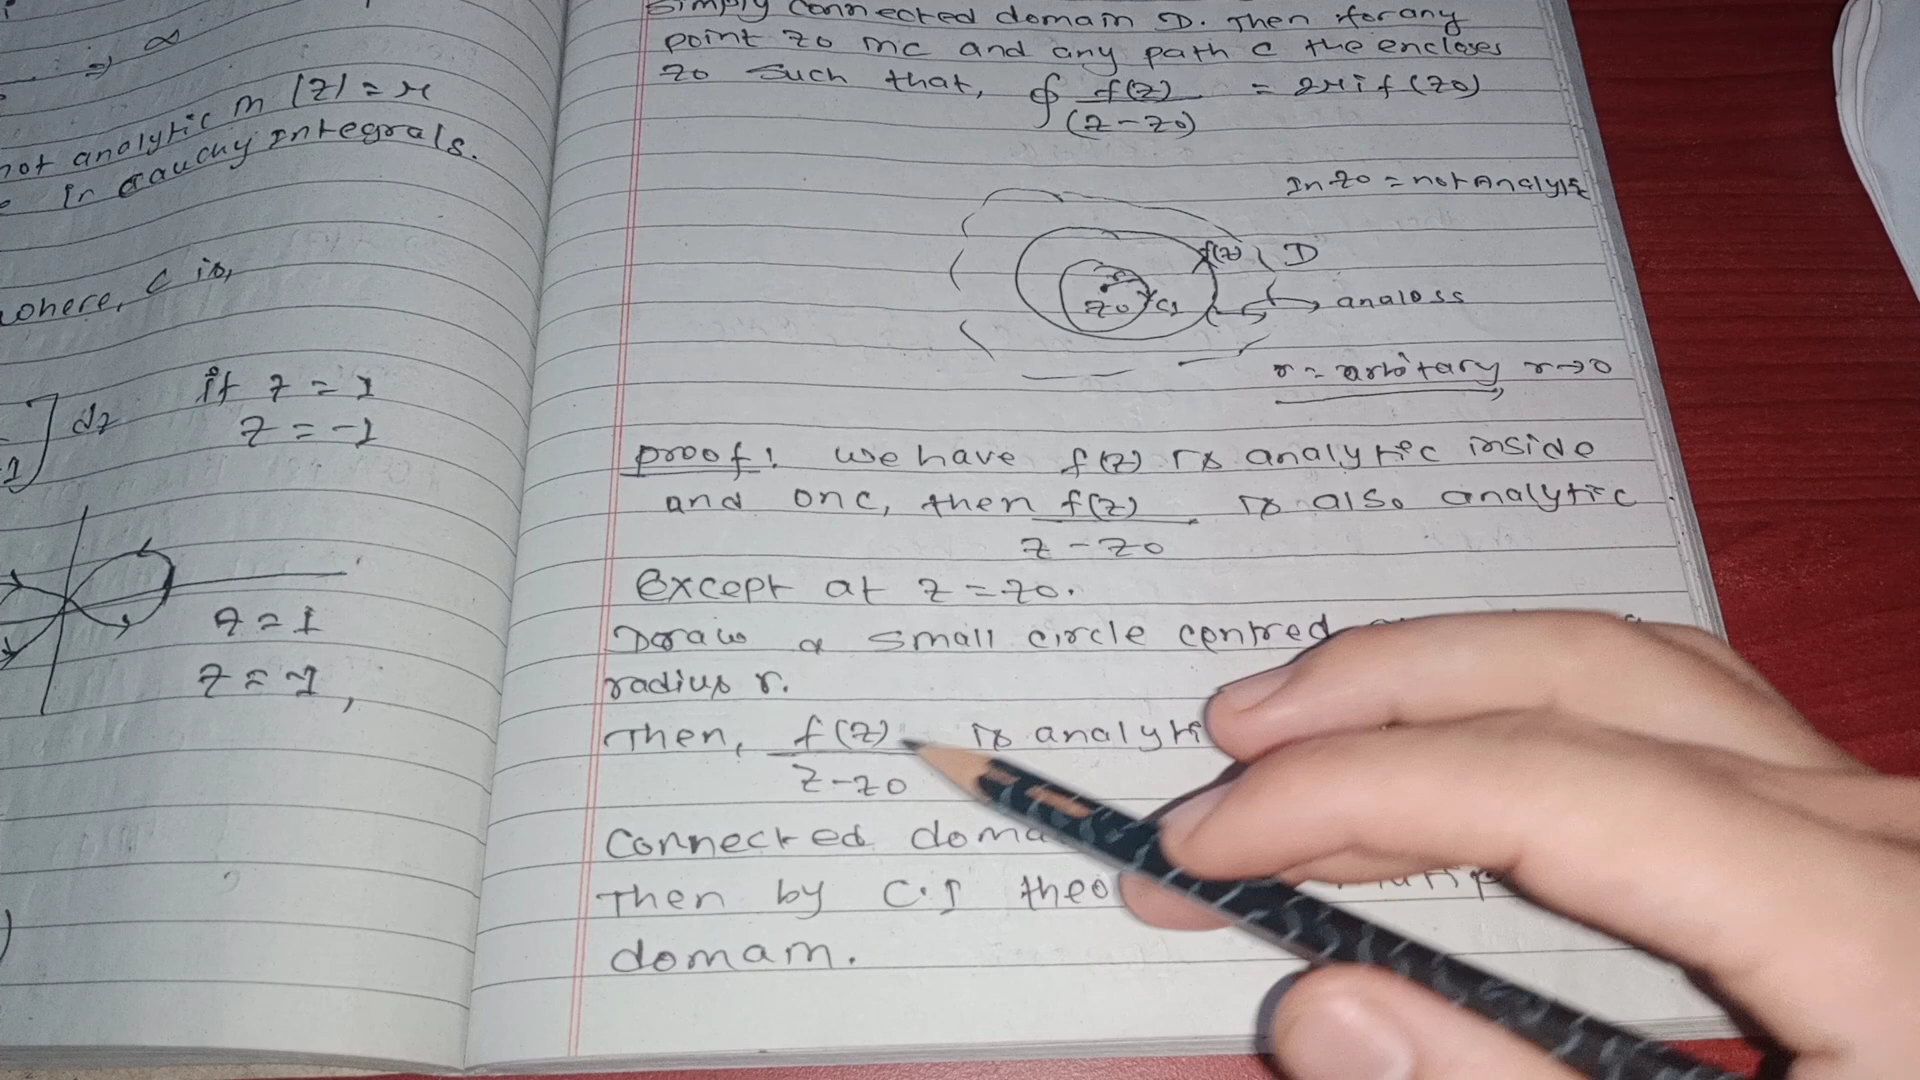 ⇒ ∞
not analytic in |z| = r
in Cauchy Integrals.
where, C is,
] dz if z = 1
z = -1
z = 1
z = -1,
Simply connected domain D. Then for any
point z0 in C and any path C the encloses
z0 such that, ∮ f(z) / (z-z0) = 2πi f(z0)
In z0 = not Analytic
f(z) D
z0 C1 analoss
r = arbitary r→0
proof: we have f(z) is analytic inside
and on C, then f(z) / z-z0 is also analytic
Except at z = z0.
Draw a small circle centred
radius r.
Then, f(z) / z-z0 is analyti
Connected doma
Then by C.I theo
domain.